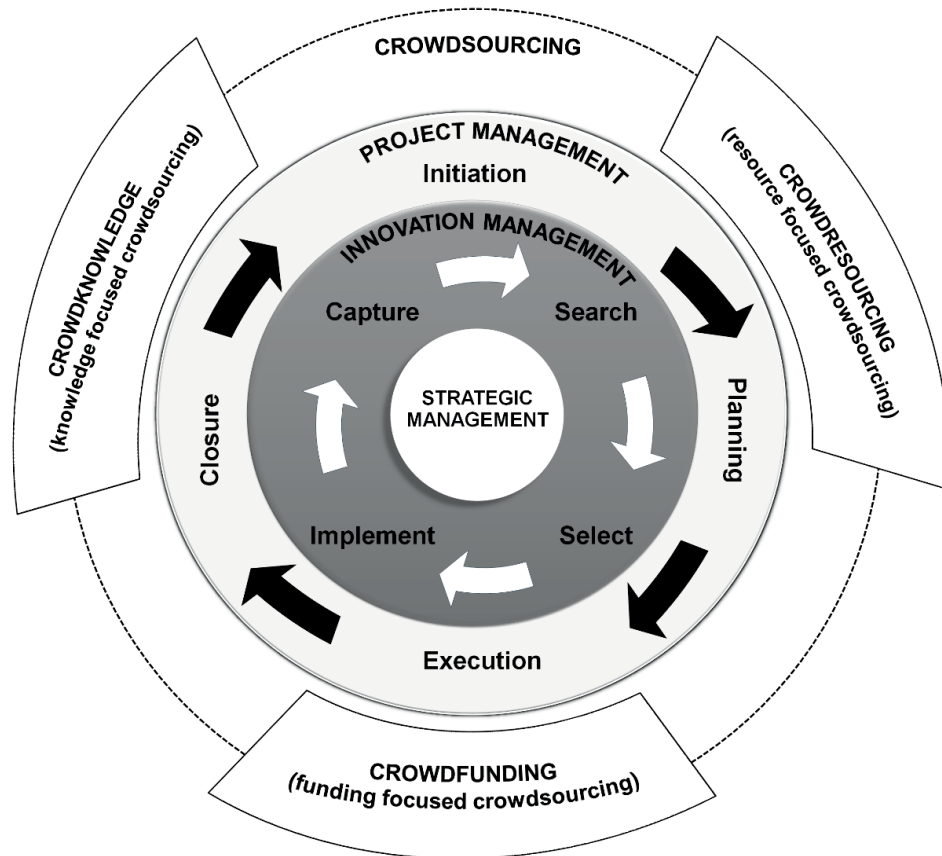 CROWDSOURCING
CROWDKNOWLEDGE
(knowledge focused crowdsourcing)
CROWDRESOURCING
(resource focused crowdsourcing)
PROJECT MANAGEMENT
Initiation
INNOVATION MANAGEMENT
Capture
Search
STRATEGIC
MANAGEMENT
Closure
Planning
Implement
Select
Execution
CROWDFUNDING
(funding focused crowdsourcing)